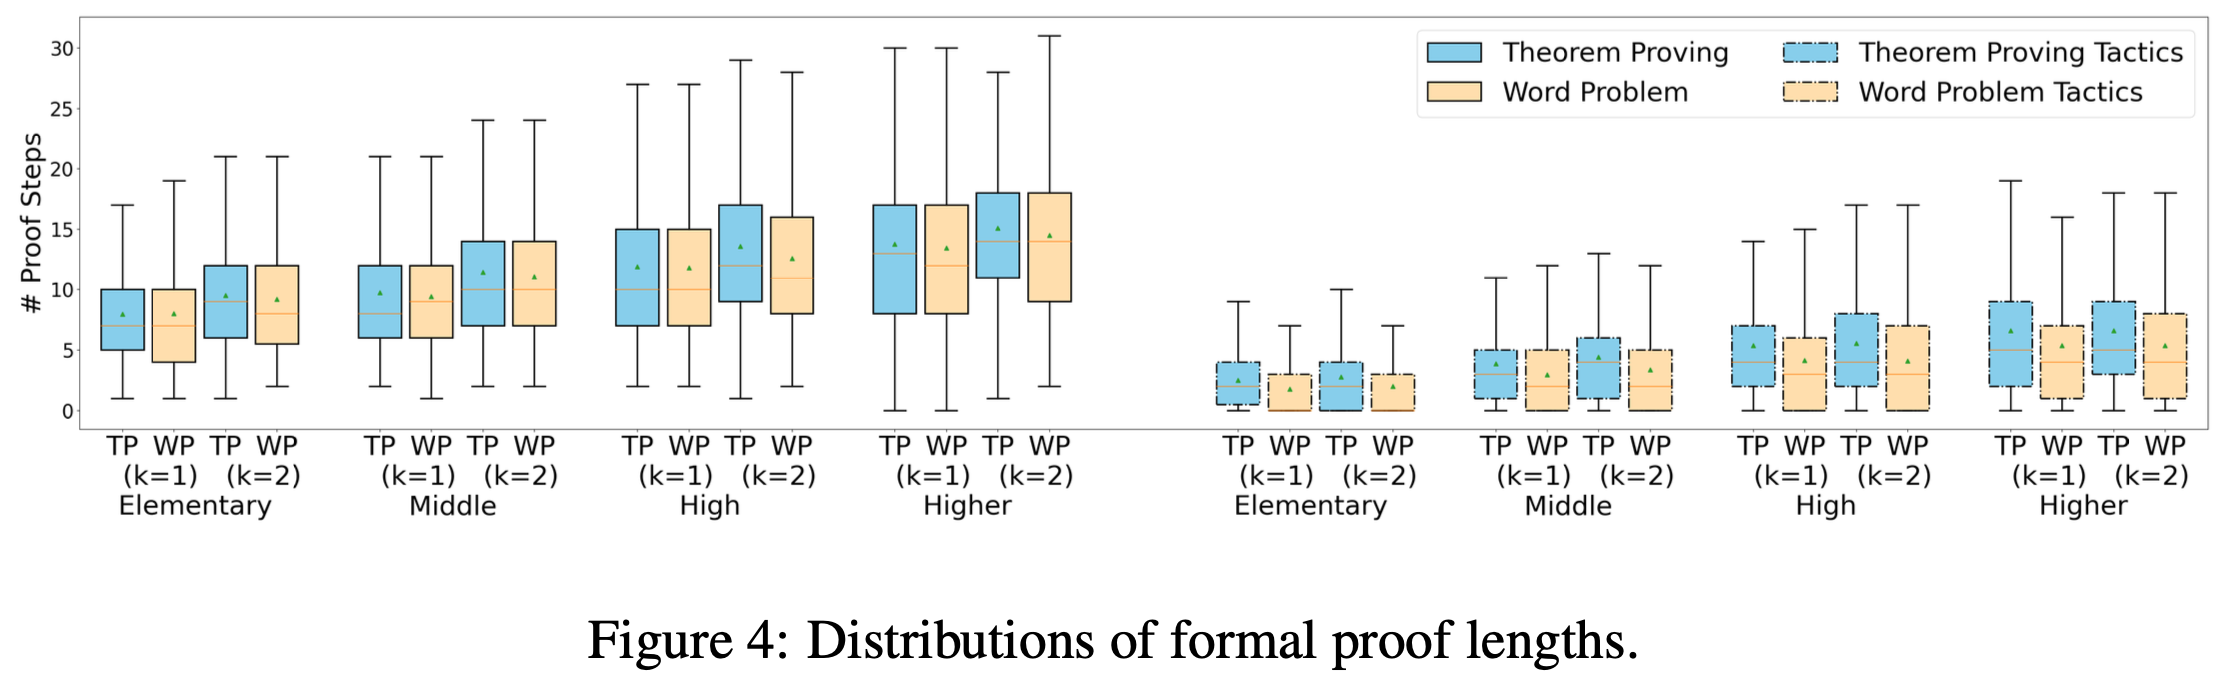 # Proof Steps
30
25
20
15
10
5
0
Theorem Proving
Word Problem
Theorem Proving Tactics
Word Problem Tactics
TP WP TP WP TP WP TP WP TP WP TP WP TP WP TP WP TP WP TP WP TP WP TP WP TP WP TP WP TP WP TP WP
(k=1) (k=2) (k=1) (k=2) (k=1) (k=2) (k=1) (k=2) (k=1) (k=2) (k=1) (k=2) (k=1) (k=2) (k=1) (k=2)
Elementary Middle High Higher Elementary Middle High Higher
Figure 4: Distributions of formal proof lengths.